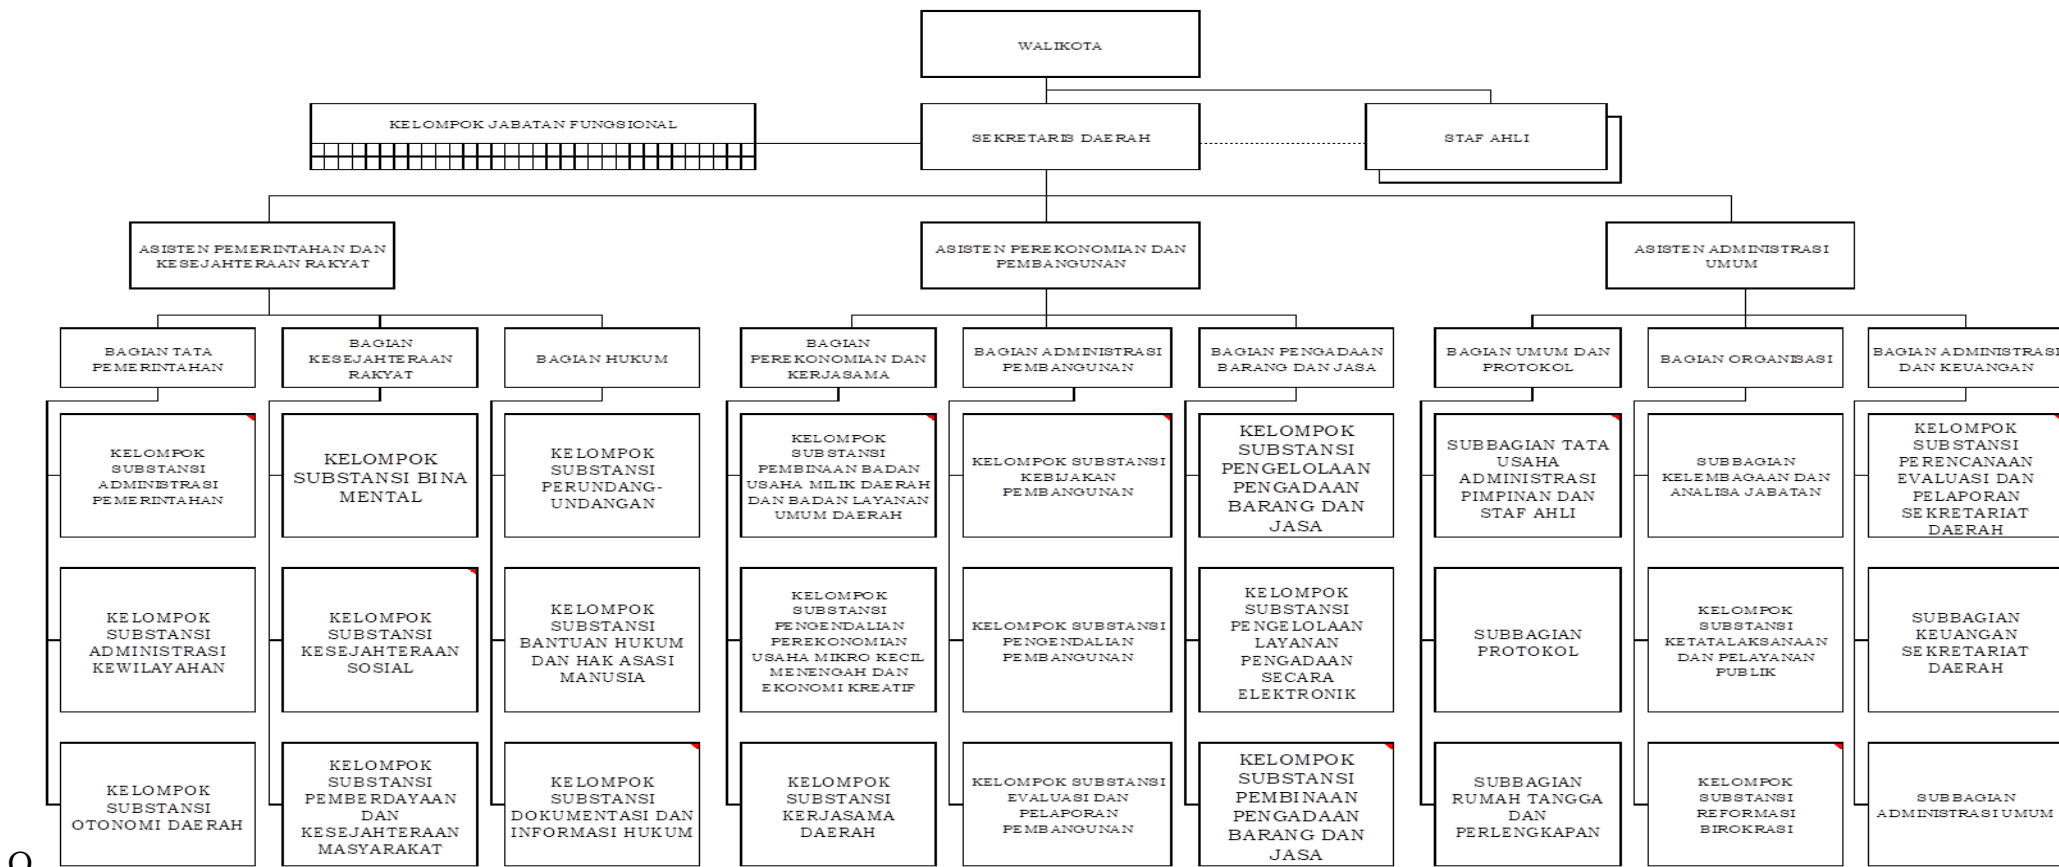 WALIKOTA
KELOMPOK JABATAN FUNGSIONAL
SEKRETARIS DAERAH
STAF AHLI
ASISTEN PEMERINTAHAN DAN
KESEJAHTERAAN RAKYAT
ASISTEN PEREKONOMIAN DAN
PEMBANGUNAN
ASISTEN ADMINISTRASI
UMUM
BAGIAN TATA
PEMERINTAHAN
BAGIAN
KESEJAHTERAAN
RAKYAT
BAGIAN HUKUM
BAGIAN
PEREKONOMIAN DAN
KERJASAMA
BAGIAN ADMINISTRASI
PEMBANGUNAN
BAGIAN PENGADAAN
BARANG DAN JASA
BAGIAN UMUM DAN
PROTOKOL
BAGIAN ORGANISASI
BAGIAN ADMINISTRASI
DAN KEUANGAN
KELOMPOK
SUBSTANSI
ADMINISTRASI
PEMERINTAHAN
KELOMPOK
SUBSTANSI BINA
MENTAL
KELOMPOK
SUBSTANSI
PERUNDANG-
UNDANGAN
KELOMPOK
SUBSTANSI
PEMBINAAN BADAN
USAHA MILIK DAERAH
DAN BADAN LAYANAN
UMUM DAERAH
KELOMPOK SUBSTANSI
KEBIJAKAN
PEMBANGUNAN
KELOMPOK
SUBSTANSI
PENGELOLAAN
PENGADAAN
BARANG DAN
JASA
SUBBAGIAN TATA
USAHA
ADMINISTRASI
PIMPINAN DAN
STAF AHLI
SUBBAGIAN
KELEMBAGAAN DAN
ANALISA JABATAN
KELOMPOK
SUBSTANSI
PERENCANAAN
EVALUASI DAN
PELAPORAN
SEKRETARIAT
DAERAH
KELOMPOK
SUBSTANSI
ADMINISTRASI
KEWILAYAHAN
KELOMPOK
SUBSTANSI
KESEJAHTERAAN
SOSIAL
KELOMPOK
SUBSTANSI
BANTUAN HUKUM
DAN HAK ASASI
MANUSIA
KELOMPOK
SUBSTANSI
PENGENDALIAN
PEREKONOMIAN
USAHA MIKRO KECIL
MENENGAH DAN
EKONOMI KREATIF
KELOMPOK SUBSTANSI
PENGENDALIAN
PEMBANGUNAN
KELOMPOK
SUBSTANSI
PENGELOLAAN
LAYANAN
PENGADAAN
SECARA
ELEKTRONIK
SUBBAGIAN
PROTOKOL
KELOMPOK
SUBSTANSI
KETATALAKSANAAN
DAN PELAYANAN
PUBLIK
SUBBAGIAN
KEUANGAN
SEKRETARIAT
DAERAH
KELOMPOK
SUBSTANSI
OTONOMI DAERAH
KELOMPOK
SUBSTANSI
PEMBERDAYAAN
DAN
KESEJAHTERAAN
MASYARAKAT
KELOMPOK
SUBSTANSI
DOKUMENTASI DAN
INFORMASI HUKUM
KELOMPOK
SUBSTANSI
KERJASAMA
DAERAH
KELOMPOK SUBSTANSI
EVALUASI DAN
PELAPORAN
PEMBANGUNAN
KELOMPOK
SUBSTANSI
PEMBINAAN
PENGADAAN
BARANG DAN
JASA
SUBBAGIAN
RUMAH TANGGA
DAN
PERLENGKAPAN
KELOMPOK
SUBSTANSI
REFORMASI
BIROKRASI
SUBBAGIAN
ADMINISTRASI UMUM